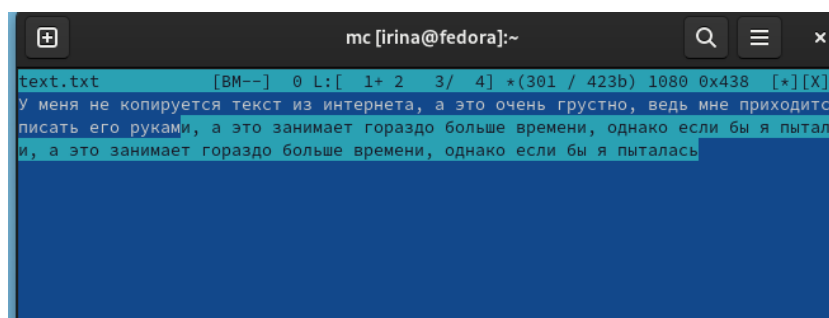 mc [irina@fedora]:~
text.txt [BM--] 0 L:[ 1+ 2 3/ 4] *(301 / 423b) 1080 0x438 [*][X]
У меня не копируется текст из интернета, а это очень грустно, ведь мне приходитс
писать его руками, а это занимает гораздо больше времени, однако если бы я пытал
и, а это занимает гораздо больше времени, однако если бы я пыталась